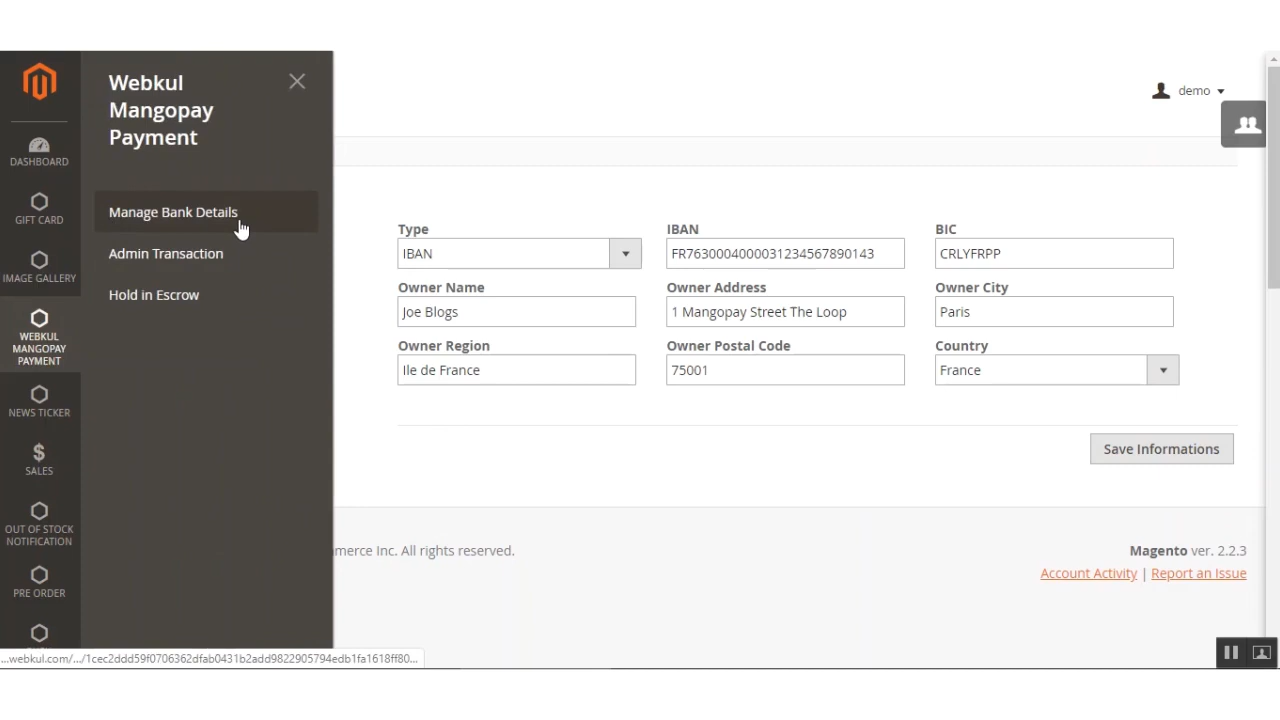 Webkul
Mangopay
Payment
demo
DASHBOARD
GIFT CARD
IMAGE GALLERY
WEBKUL
MANGOPAY
PAYMENT
NEWS TICKER
$
SALES
OUT OF STOCK
NOTIFICATION
PRE ORDER
Manage Bank Details
Admin Transaction
Hold in Escrow
Type IBAN BIC
IBAN FR7630004000031234567890143 CRLYFRPP
Owner Name Owner Address Owner City
Joe Blogs 1 Mangopay Street The Loop Paris
Owner Region Owner Postal Code Country
Ile de France 75001 France
Save Informations
merce Inc. All rights reserved.
Magento ver. 2.2.3
Account Activity | Report an Issue
...webkul.com/.../1cec2ddd59f0706362dfab0431b2add9822905794edb1fa1618ff80...